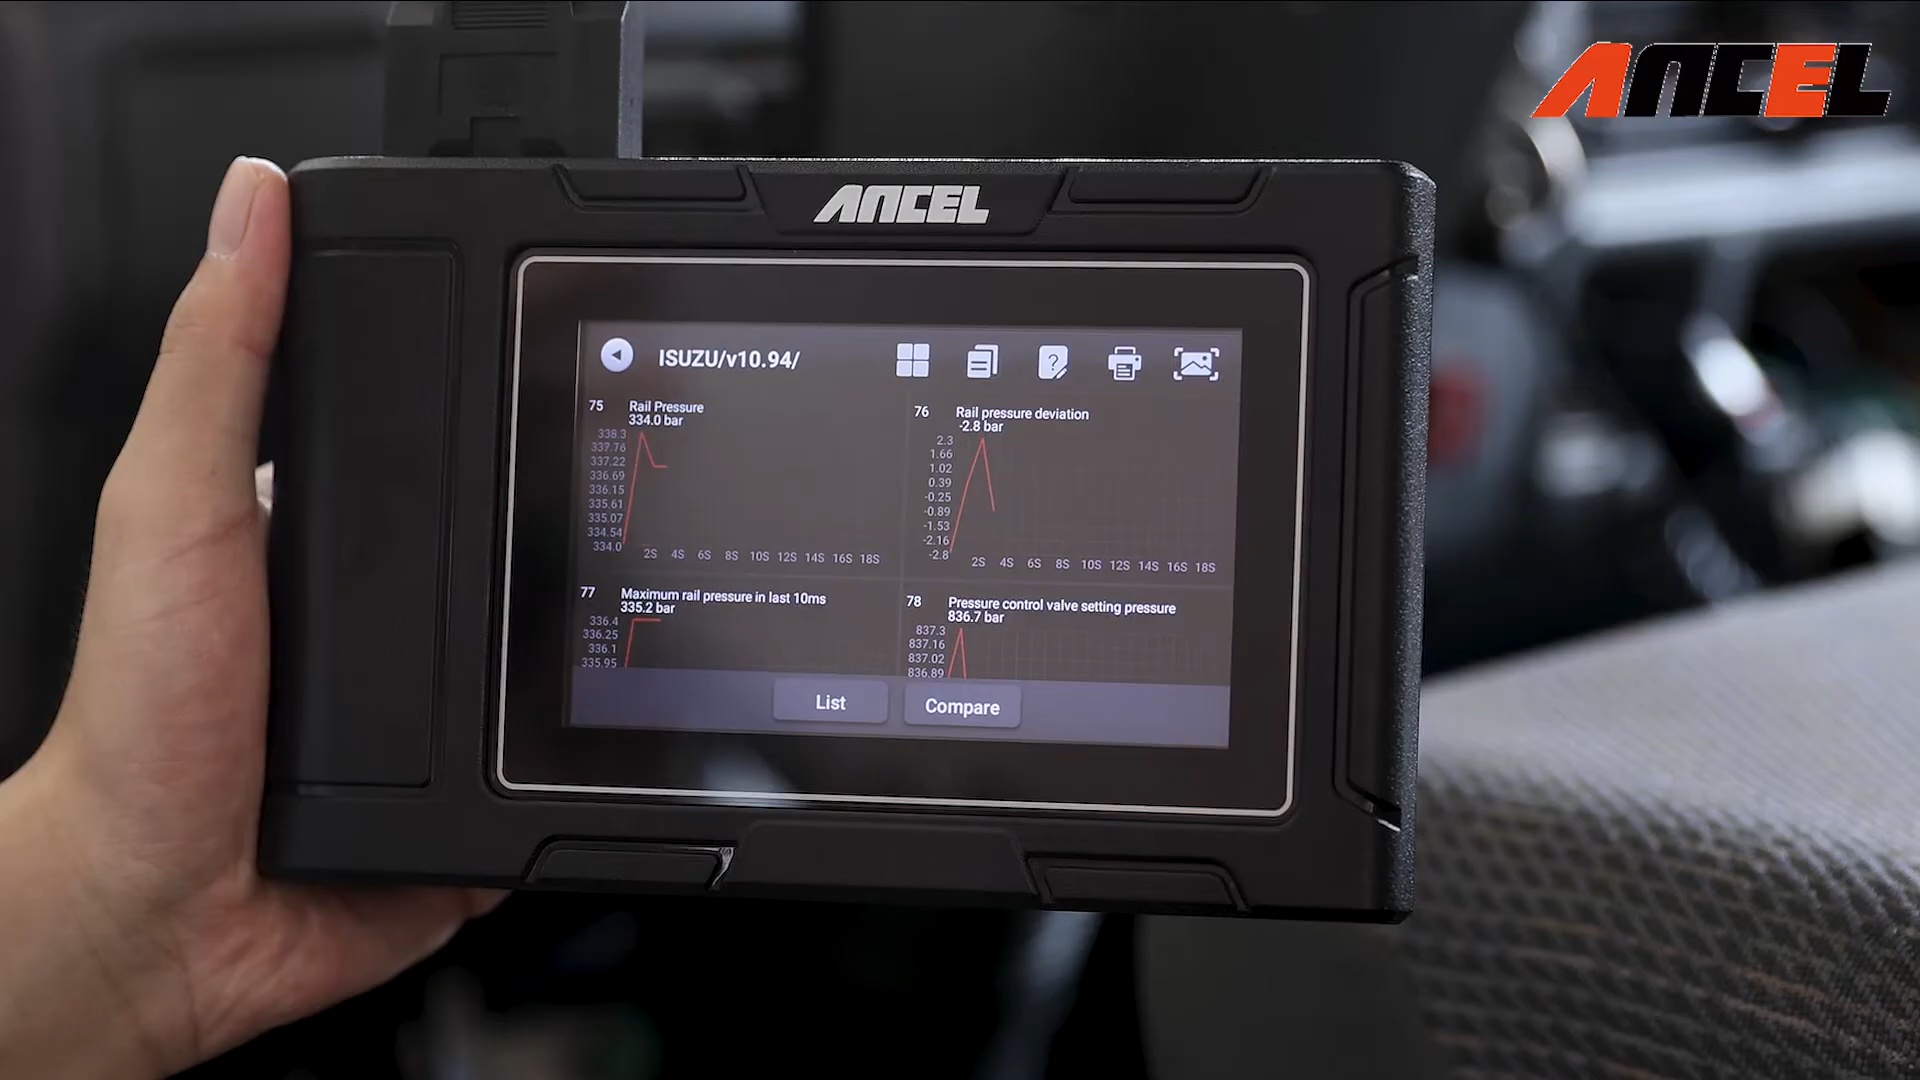 ANCEL
ANCEL
ISUZU/v10.94/
75 Rail Pressure
334.0 bar
338.3
337.76
337.22
336.69
336.15
335.61
335.07
334.54
334.0
2S 4S 6S 8S 10S 12S 14S 16S 18S
76 Rail pressure deviation
-2.8 bar
2.3
1.66
1.02
0.39
-0.25
-0.89
-1.53
-2.16
-2.8
2S 4S 6S 8S 10S 12S 14S 16S 18S
77 Maximum rail pressure in last 10ms
335.2 bar
336.4
336.25
336.1
335.95
78 Pressure control valve setting pressure
836.7 bar
837.3
837.16
837.02
836.89
List
Compare